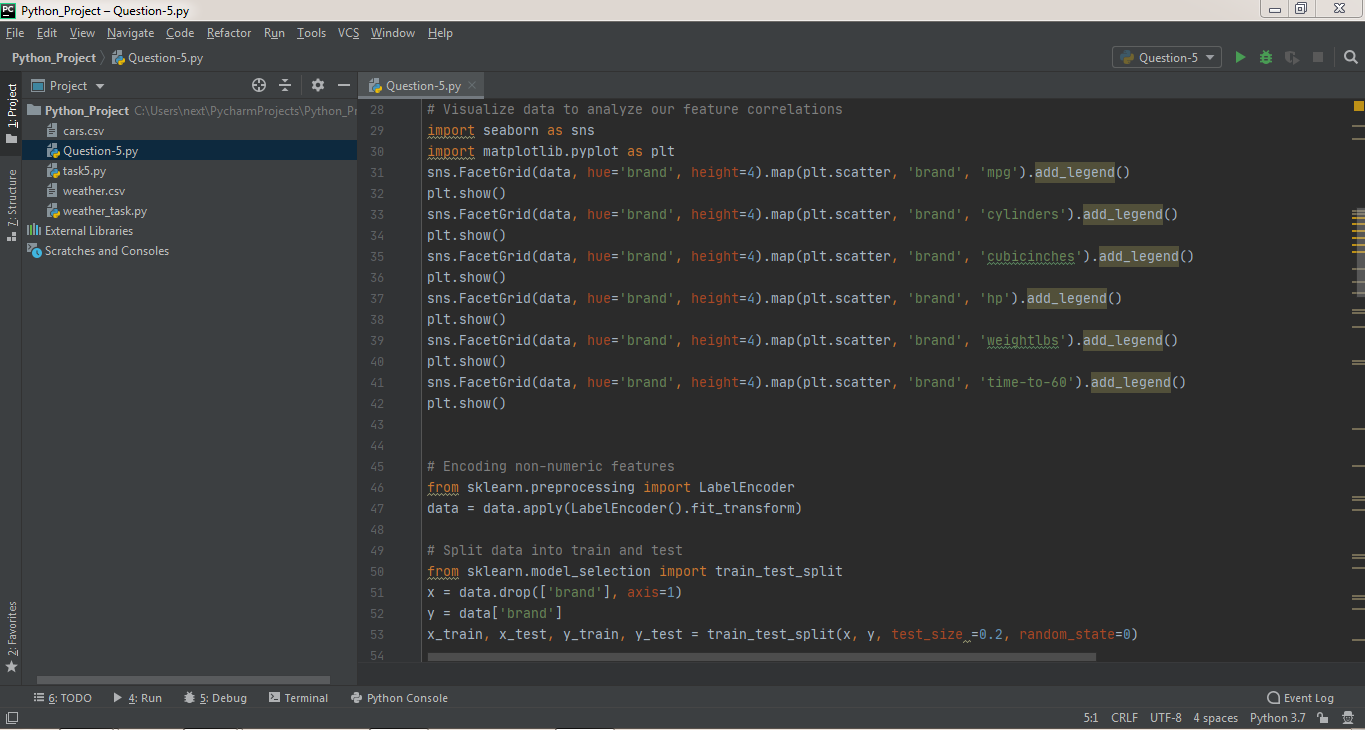 PC Python_Project – Question-5.py
File Edit View Navigate Code Refactor Run Tools VCS Window Help
Python_Project Question-5.py
Question-5
1: Project
7: Structure
2: Favorites
Project
Python_Project C:\Users\next\PycharmProjects\Python_Pr
cars.csv
Question-5.py
task5.py
weather.csv
weather_task.py
External Libraries
Scratches and Consoles
Question-5.py
28 # Visualize data to analyze our feature correlations
29 import seaborn as sns
30 import matplotlib.pyplot as plt
31 sns.FacetGrid(data, hue='brand', height=4).map(plt.scatter, 'brand', 'mpg').add_legend()
32 plt.show()
33 sns.FacetGrid(data, hue='brand', height=4).map(plt.scatter, 'brand', 'cylinders').add_legend()
34 plt.show()
35 sns.FacetGrid(data, hue='brand', height=4).map(plt.scatter, 'brand', 'cubicinches').add_legend()
36 plt.show()
37 sns.FacetGrid(data, hue='brand', height=4).map(plt.scatter, 'brand', 'hp').add_legend()
38 plt.show()
39 sns.FacetGrid(data, hue='brand', height=4).map(plt.scatter, 'brand', 'weightlbs').add_legend()
40 plt.show()
41 sns.FacetGrid(data, hue='brand', height=4).map(plt.scatter, 'brand', 'time-to-60').add_legend()
42 plt.show()
43
44
45 # Encoding non-numeric features
46 from sklearn.preprocessing import LabelEncoder
47 data = data.apply(LabelEncoder().fit_transform)
48
49 # Split data into train and test
50 from sklearn.model_selection import train_test_split
51 x = data.drop(['brand'], axis=1)
52 y = data['brand']
53 x_train, x_test, y_train, y_test = train_test_split(x, y, test_size =0.2, random_state=0)
54
6: TODO 4: Run 5: Debug Terminal Python Console Event Log
5:1 CRLF UTF-8 4 spaces Python 3.7